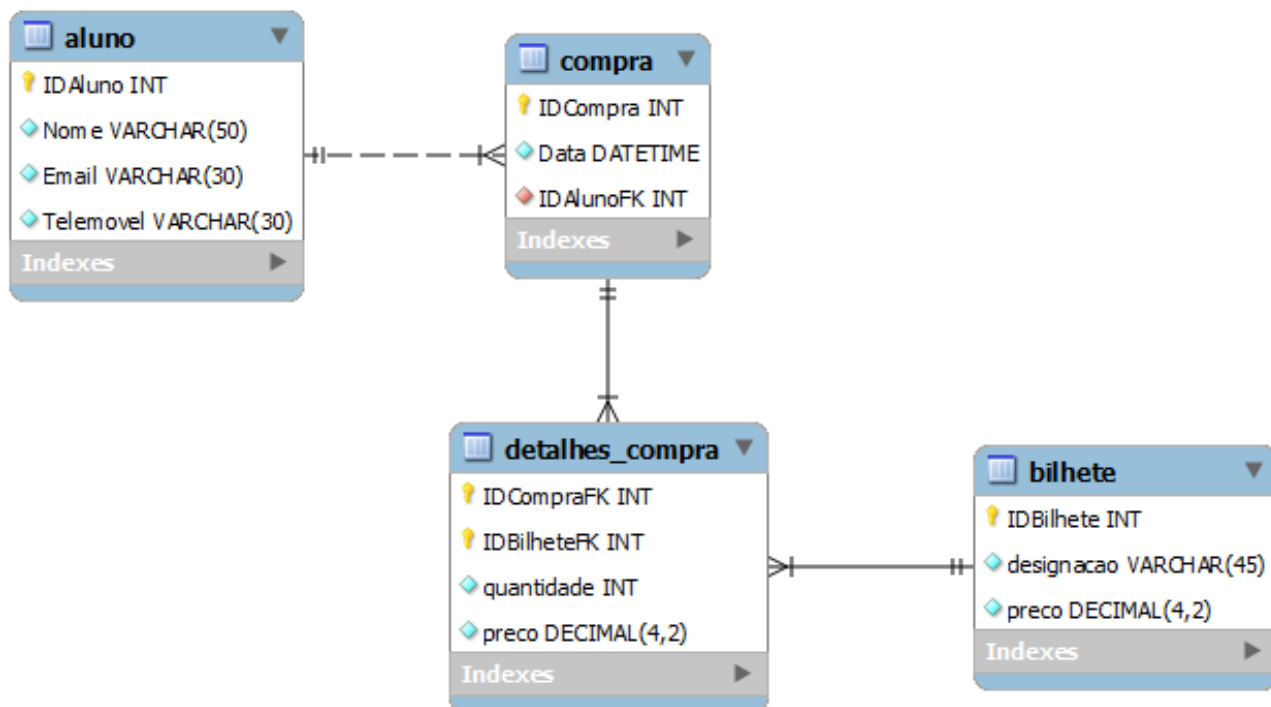 aluno
IDAluno INT
Nome VARCHAR(50)
Email VARCHAR(30)
Telemovel VARCHAR(30)
Indexes
compra
IDCompra INT
Data DATETIME
IDAlunoFK INT
Indexes
detalhes_compra
IDCompraFK INT
IDBilheteFK INT
quantidade INT
preco DECIMAL(4,2)
Indexes
bilhete
IDBilhete INT
designacao VARCHAR(45)
preco DECIMAL(4,2)
Indexes